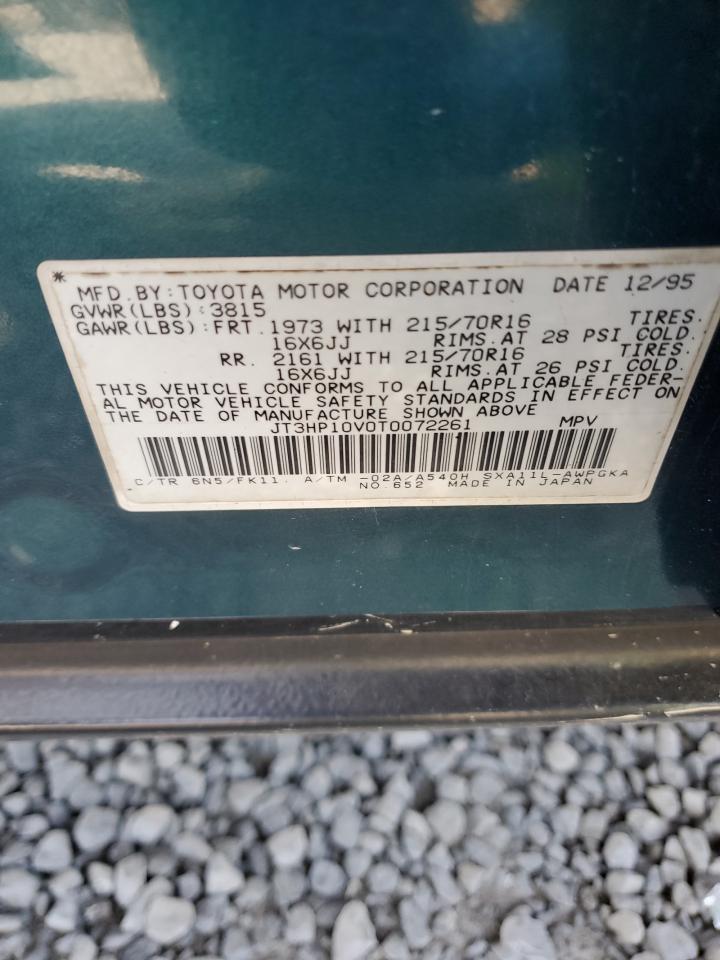 *
MFD.BY:TOYOTA MOTOR CORPORATION DATE 12/95
GVWR(LBS):3815
GAWR(LBS):FRT.1973 WITH 215/70R16 TIRES.
16X6JJ RIMS.AT 28 PSI COLD.
RR. 2161 WITH 215/70R16 TIRES.
16X6JJ RIMS.AT 26 PSI COLD.
THIS VEHICLE CONFORMS TO ALL APPLICABLE FEDER-
AL MOTOR VEHICLE SAFETY STANDARDS IN EFFECT ON
THE DATE OF MANUFACTURE SHOWN ABOVE
JT3HP10V0T0072261 MPV
C/TR 6N5/FK11. A/TM -02A/A540H SXA11L-AWPGKA
NO.652 MADE IN JAPAN